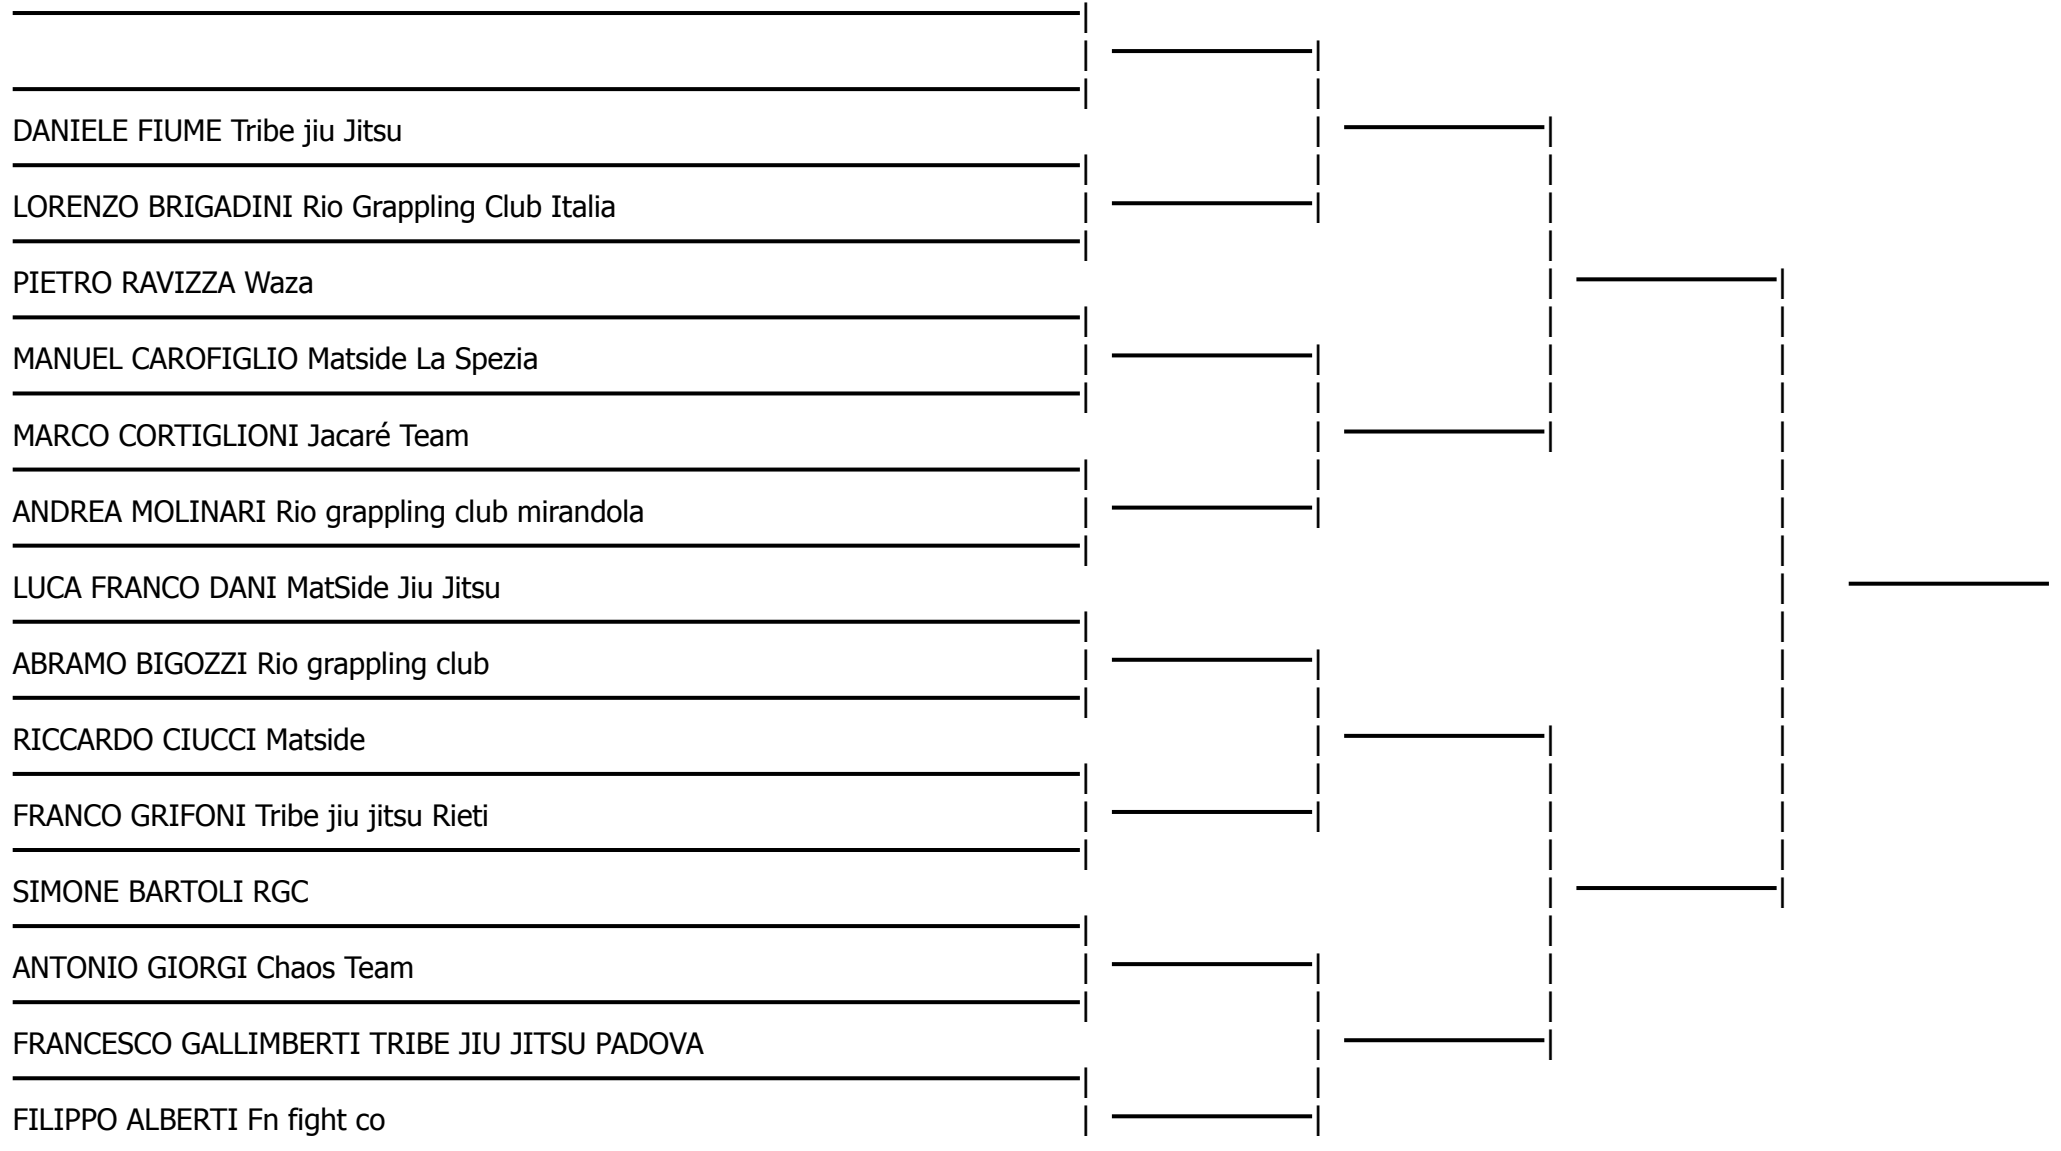 DANIELE FIUME Tribe jiu Jitsu
LORENZO BRIGADINI Rio Grappling Club Italia
PIETRO RAVIZZA Waza
MANUEL CAROFIGLIO Matside La Spezia
MARCO CORTIGLIONI Jacaré Team
ANDREA MOLINARI Rio grappling club mirandola
LUCA FRANCO DANI MatSide Jiu Jitsu
ABRAMO BIGOZZI Rio grappling club
RICCARDO CIUCCI Matside
FRANCO GRIFONI Tribe jiu jitsu Rieti
SIMONE BARTOLI RGC
ANTONIO GIORGI Chaos Team
FRANCESCO GALLIMBERTI TRIBE JIU JITSU PADOVA
FILIPPO ALBERTI Fn fight co